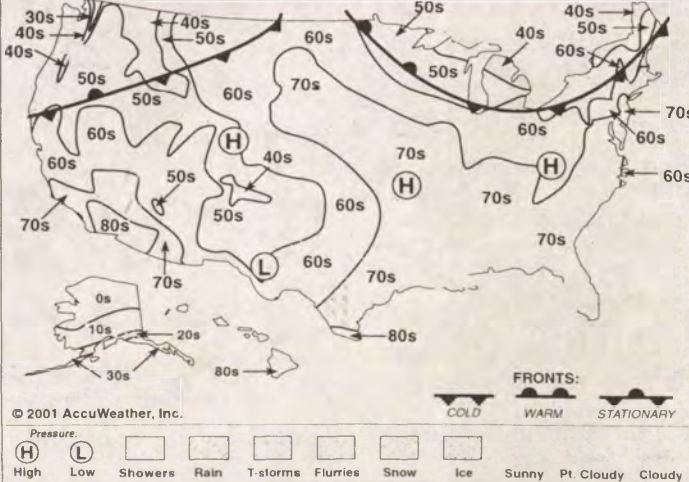 50s
30s
40s
40s
40s
50s
60s
40s
50s
60s
40s
50s
50s
50s
70s
60s
60s
60s
70s
60s
60s
70s
H
H
H
40s
50s
50s
60s
70s
60s
70s
80s
70s
L
60s
70s
70s
0s
10s
20s
30s
80s
80s
FRONTS:
© 2001 AccuWeather, Inc.
COLD WARM STATIONARY
Pressure.
H L
High Low Showers Rain T-storms Flurries Snow Ice Sunny Pt. Cloudy Cloudy